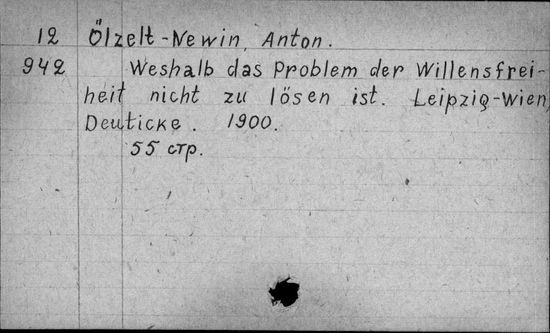 12 Ölzelt-Newin, Anton.
942 Weshalb das Problem der Willensfrei-
heit nicht zu lösen ist. Leipzig-Wien,
Deuticke. 1900.
55 стр.